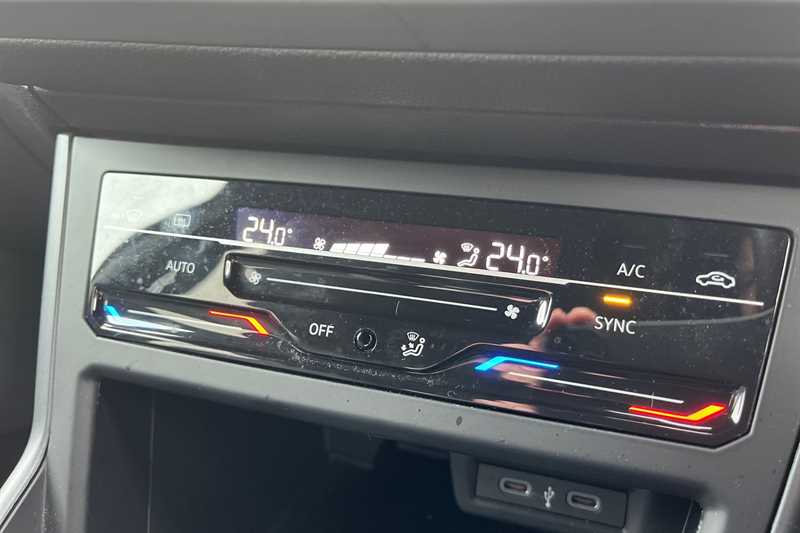 24.0°
24.0°
A/C
AUTO
SYNC
OFF